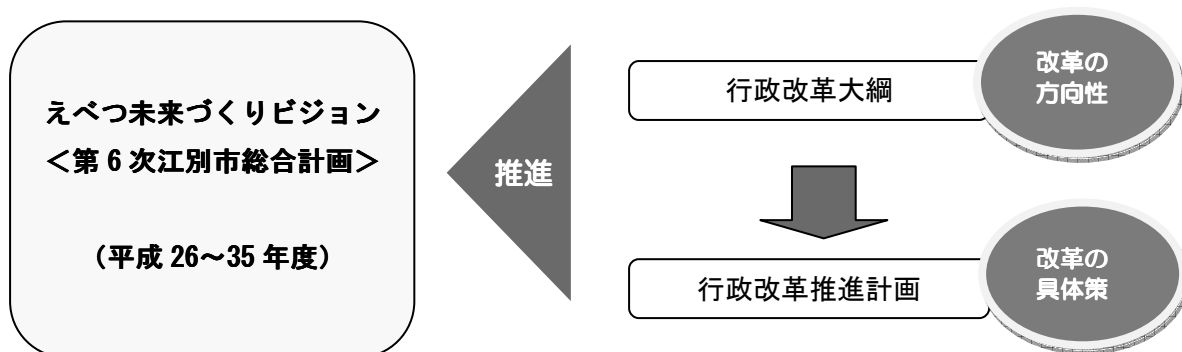 えべつ未来づくりビジョン
＜第6次江別市総合計画＞
（平成 26～35 年度）
推進
行政改革大綱
改革の
方向性
行政改革推進計画
改革の
具体策